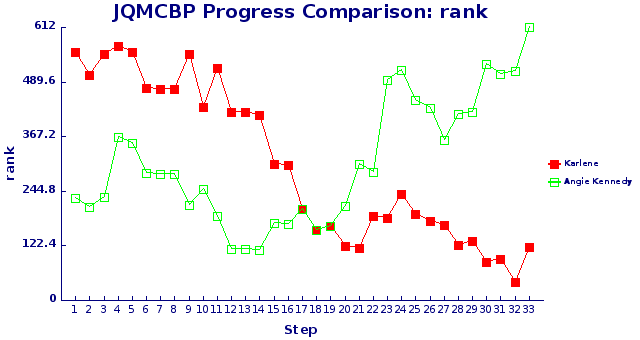 JQMCBP Progress Comparison: rank
612
489.6
367.2
244.8
122.4
0
rank
1 2 3 4 5 6 7 8 9 10 11 12 13 14 15 16 17 18 19 20 21 22 23 24 25 26 27 28 29 30 31 32 33
Step
Karlene
Angie Kennedy